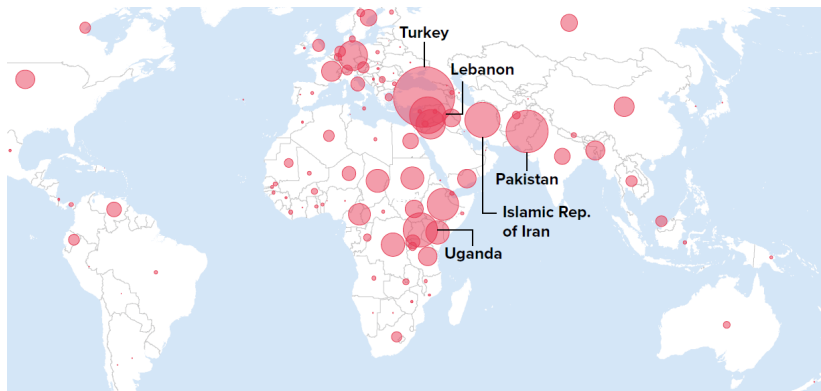 Turkey
Lebanon
Pakistan
Islamic Rep.
of Iran
Uganda